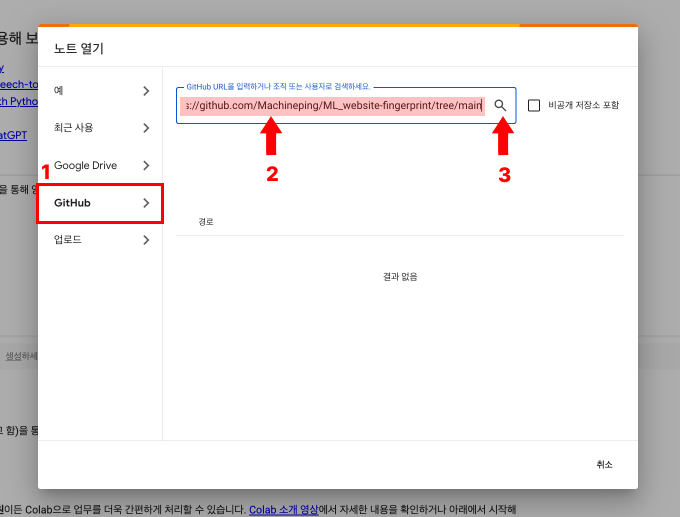 용해 보
노트 열기
y
eech-to
th Pytho
atGPT
예
최근 사용
Google Drive
GitHub
업로드
GitHub URL을 입력하거나 조직 또는 사용자로 검색하세요.
s://github.com/Machineping/ML_website-fingerprint/tree/main
비공개 저장소 포함
1
2
3
을 통해 영
경로
결과 없음
생성하세
고 함)을 통
취소
원이든 Colab으로 업무를 더욱 간편하게 처리할 수 있습니다. Colab 소개 영상에서 자세한 내용을 확인하거나 아래에서 시작해